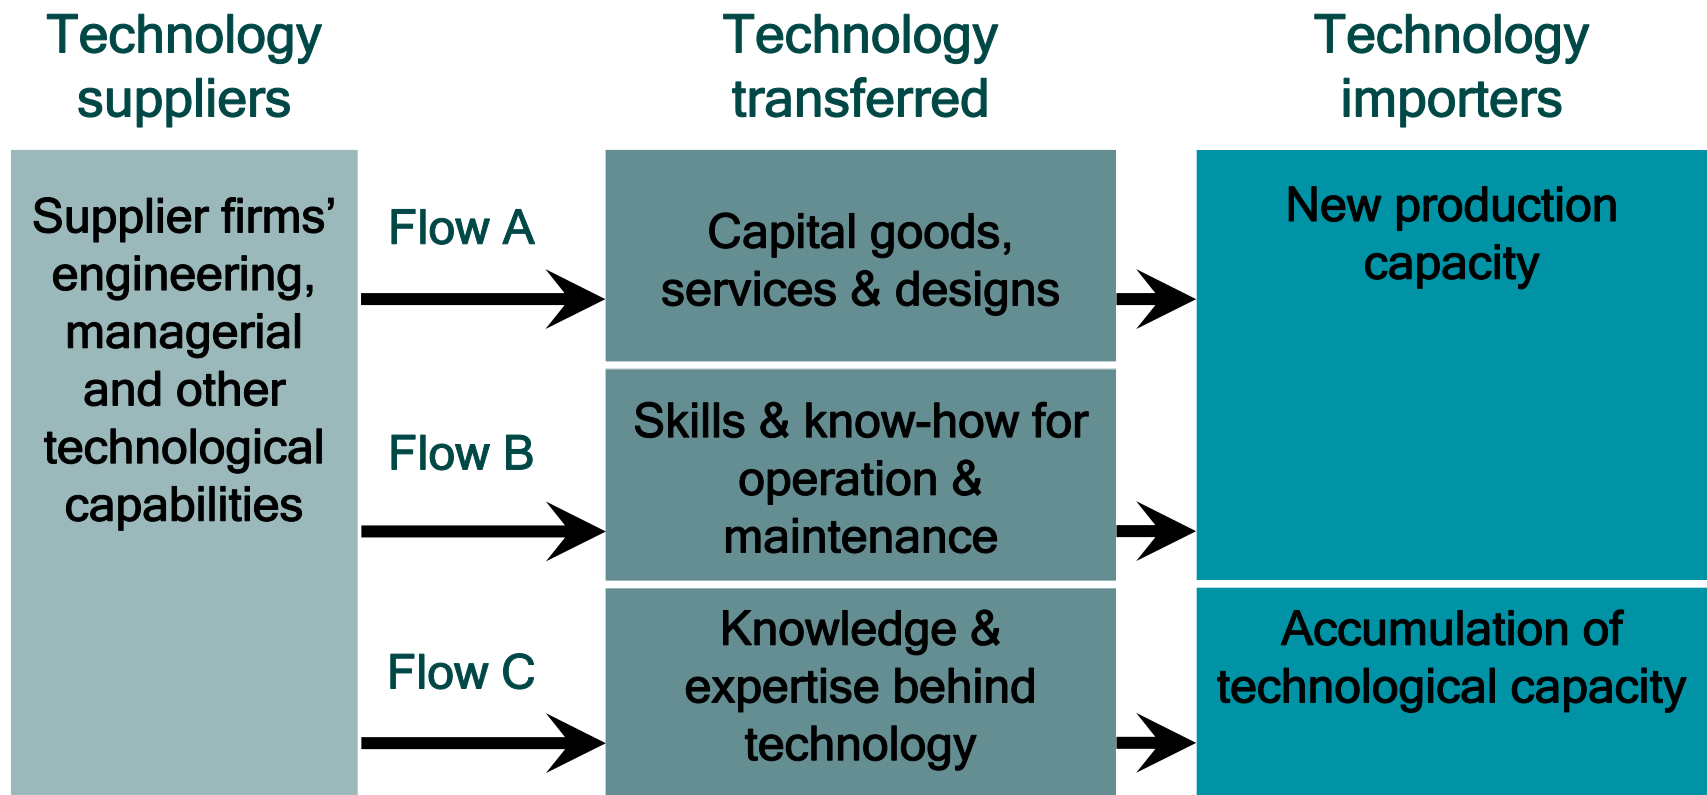 Technology
suppliers
Technology
transferred
Technology
importers
Supplier firms’
engineering,
managerial
and other
technological
capabilities
Flow A
Capital goods,
services & designs
New production
capacity
Flow B
Skills & know-how for
operation &
maintenance
Flow C
Knowledge &
expertise behind
technology
Accumulation of
technological capacity